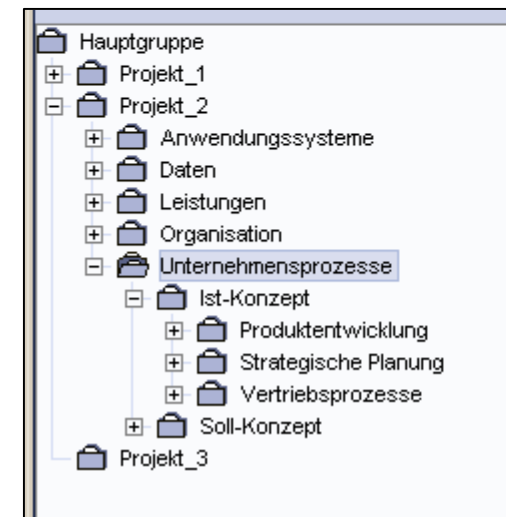 Hauptgruppe
Projekt_1
Projekt_2
Anwendungssysteme
Daten
Leistungen
Organisation
Unternehmensprozesse
Ist-Konzept
Produktentwicklung
Strategische Planung
Vertriebsprozesse
Soll-Konzept
Projekt_3